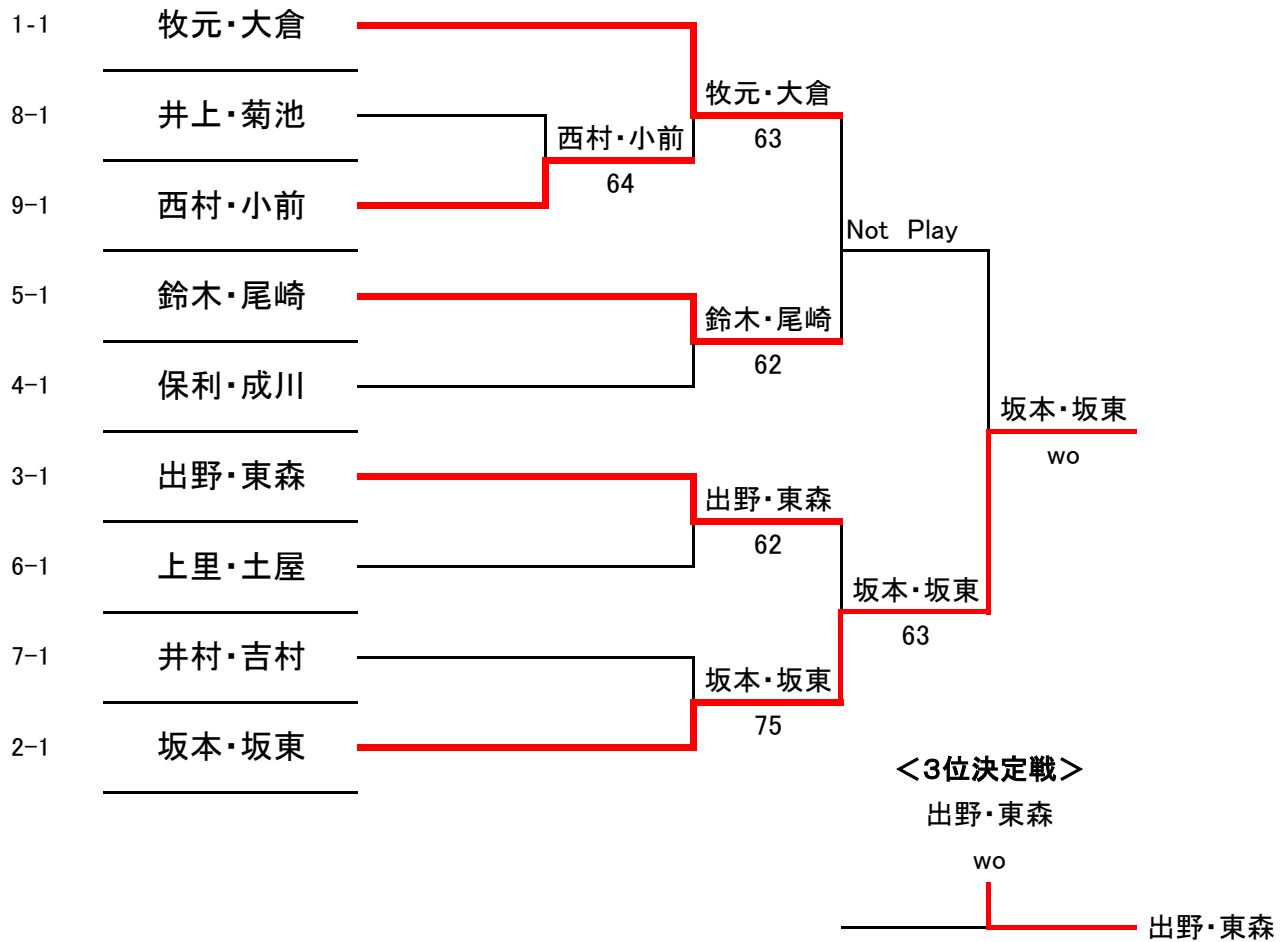 1-1 牧元・大倉
牧元・大倉
8-1 井上・菊池
63
西村・小前
64
9-1 西村・小前
Not Play
5-1 鈴木・尾崎
鈴木・尾崎
62
4-1 保利・成川
坂本・坂東
wo
3-1 出野・東森
出野・東森
62
6-1 上里・土屋
坂本・坂東
63
7-1 井村・吉村
坂本・坂東
75
2-1 坂本・坂東
＜3位決定戦＞
出野・東森
wo
出野・東森